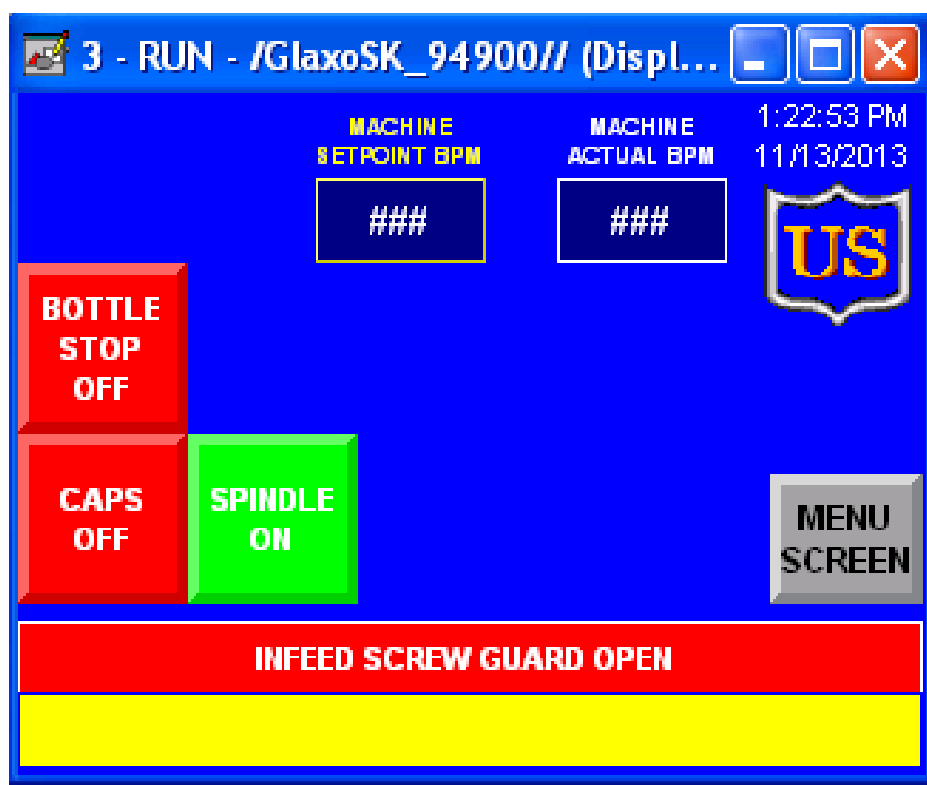 3 - RUN - /GlaxoSK_94900// (Displ...
MACHINE
SETPOINT BPM
MACHINE
ACTUAL BPM
1:22:53 PM
11/13/2013
###
###
US
BOTTLE
STOP
OFF
CAPS
OFF
SPINDLE
ON
MENU
SCREEN
INFEED SCREW GUARD OPEN